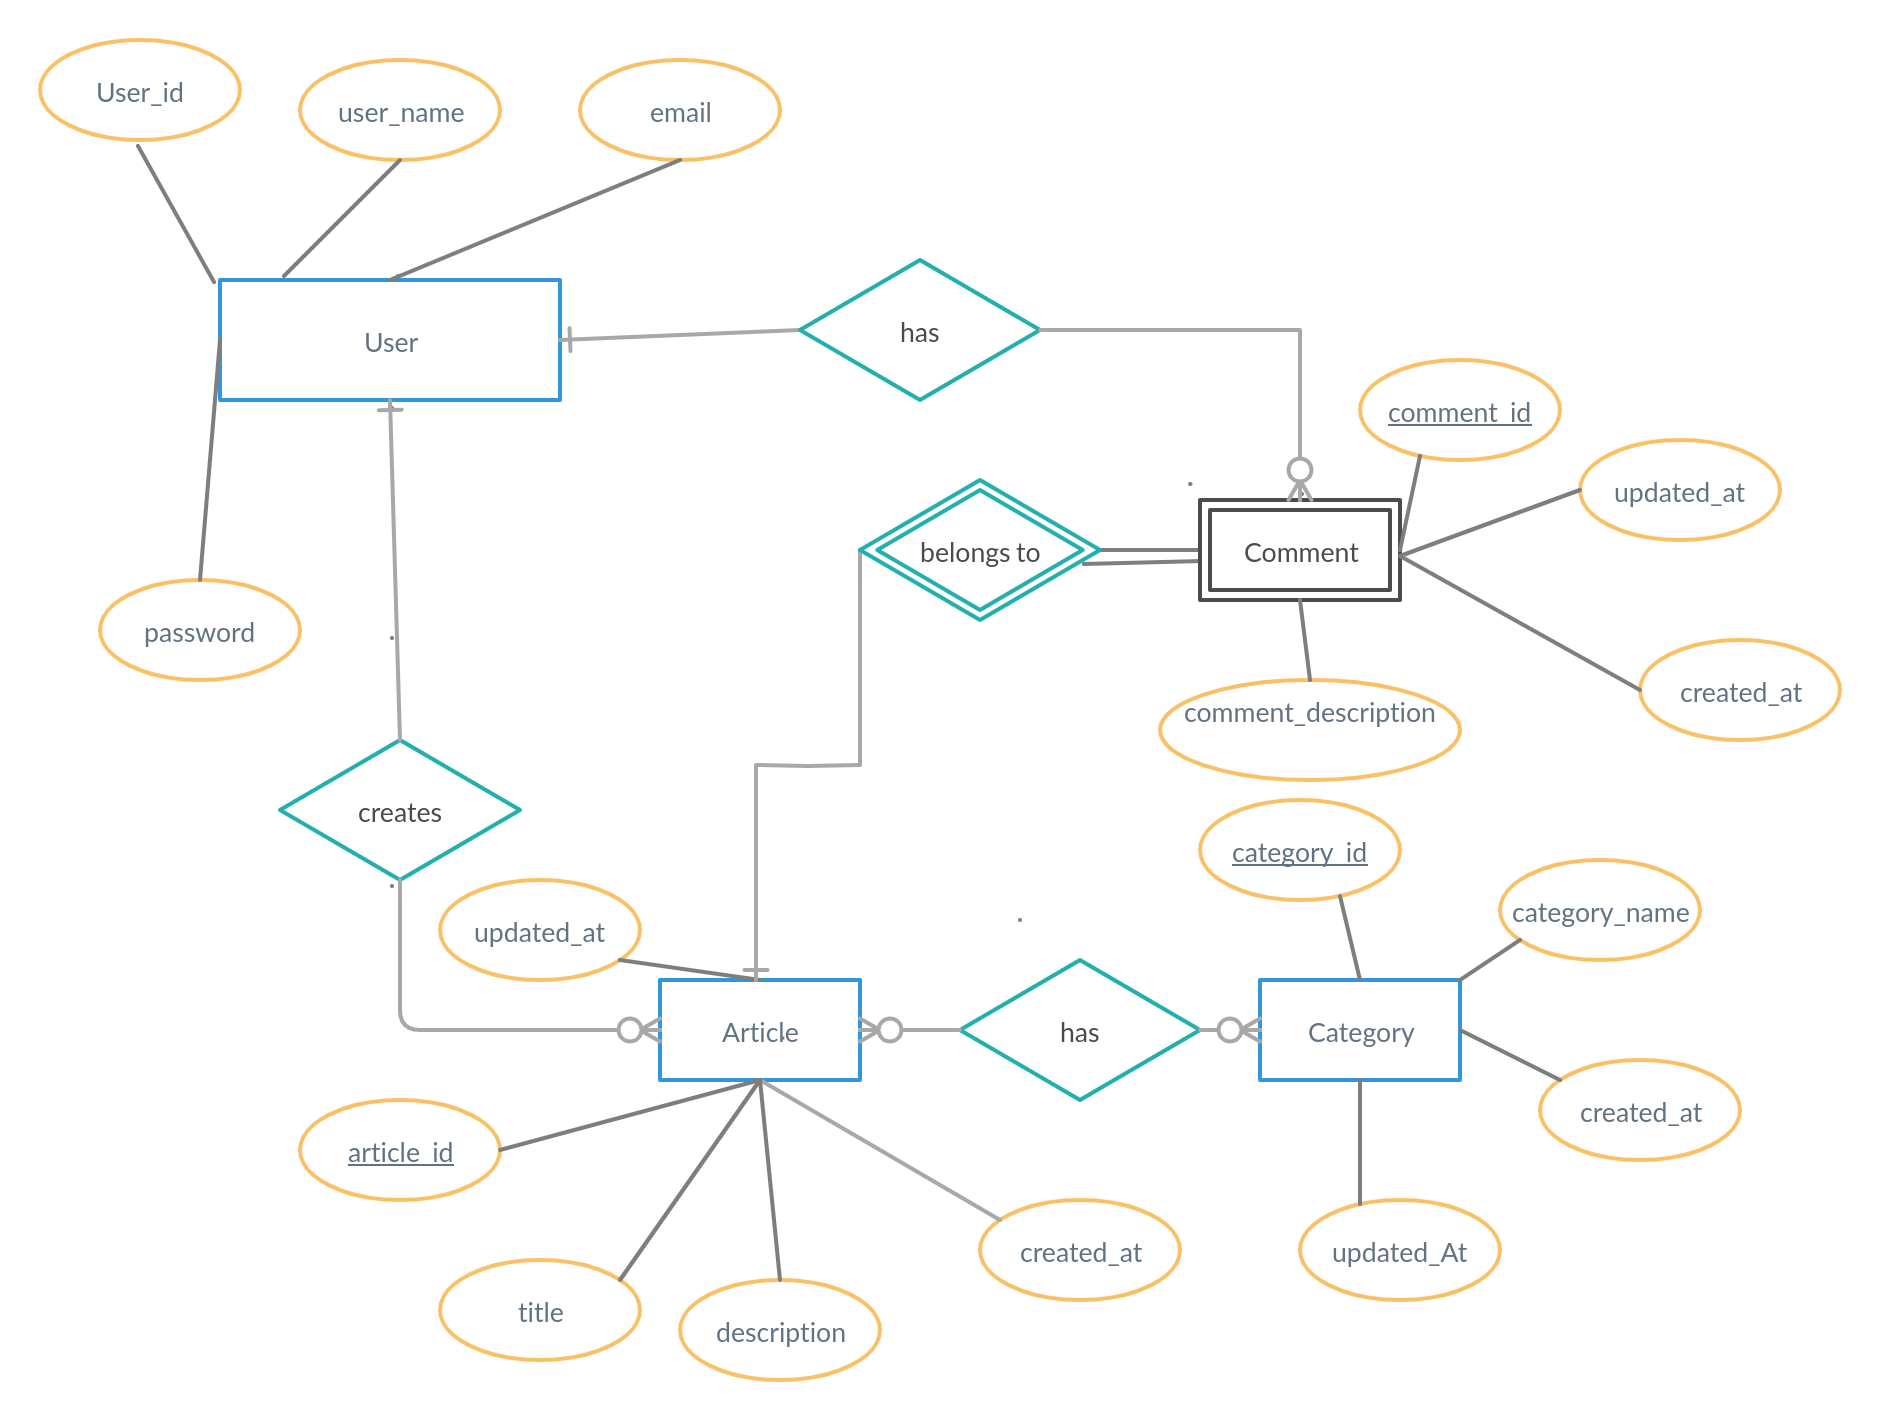 User_id
user_name
email
User
has
comment_id
updated_at
belongs to
Comment
password
created_at
comment_description
creates
category_id
category_name
updated_at
Article
has
Category
created_at
article_id
created_at
updated_At
title
description